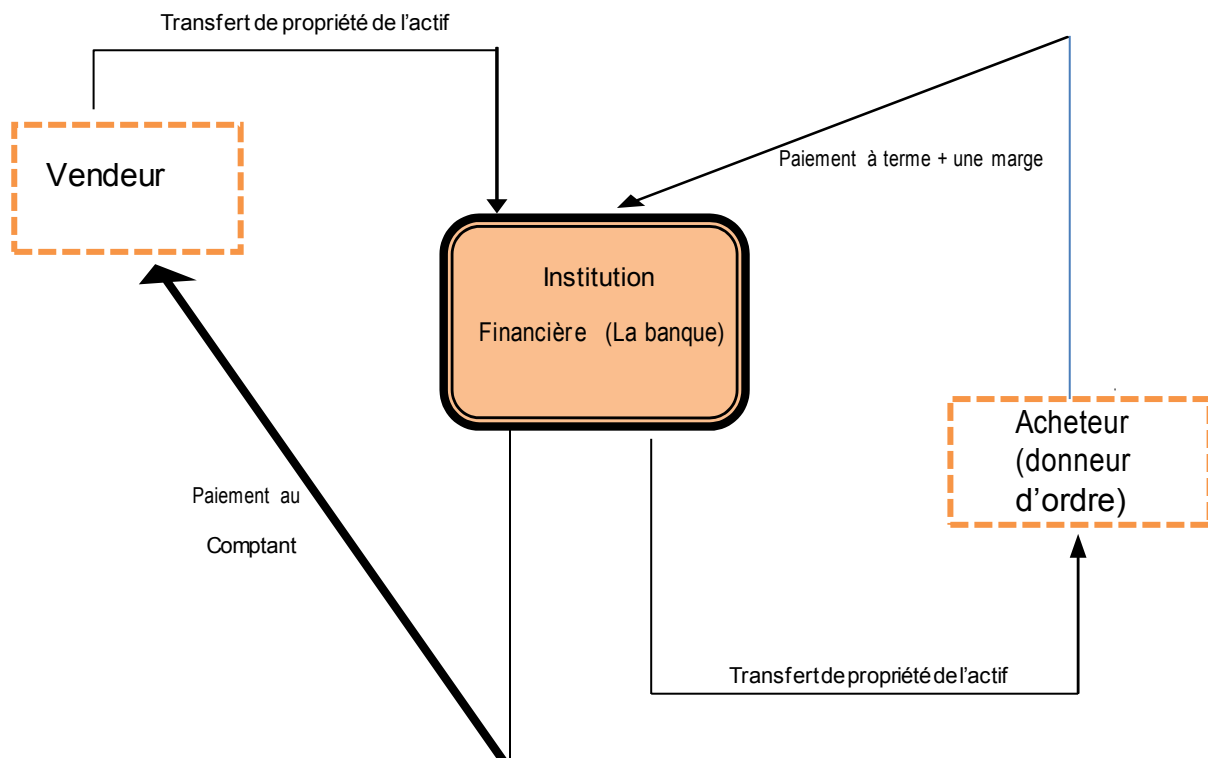 Transfert de propriété de l’actif
Vendeur
Paiement à terme + une marge
Institution
Financière (La banque)
Acheteur
(donneur
d’ordre)
Paiement au
Comptant
Transfert de propriété de l’actif